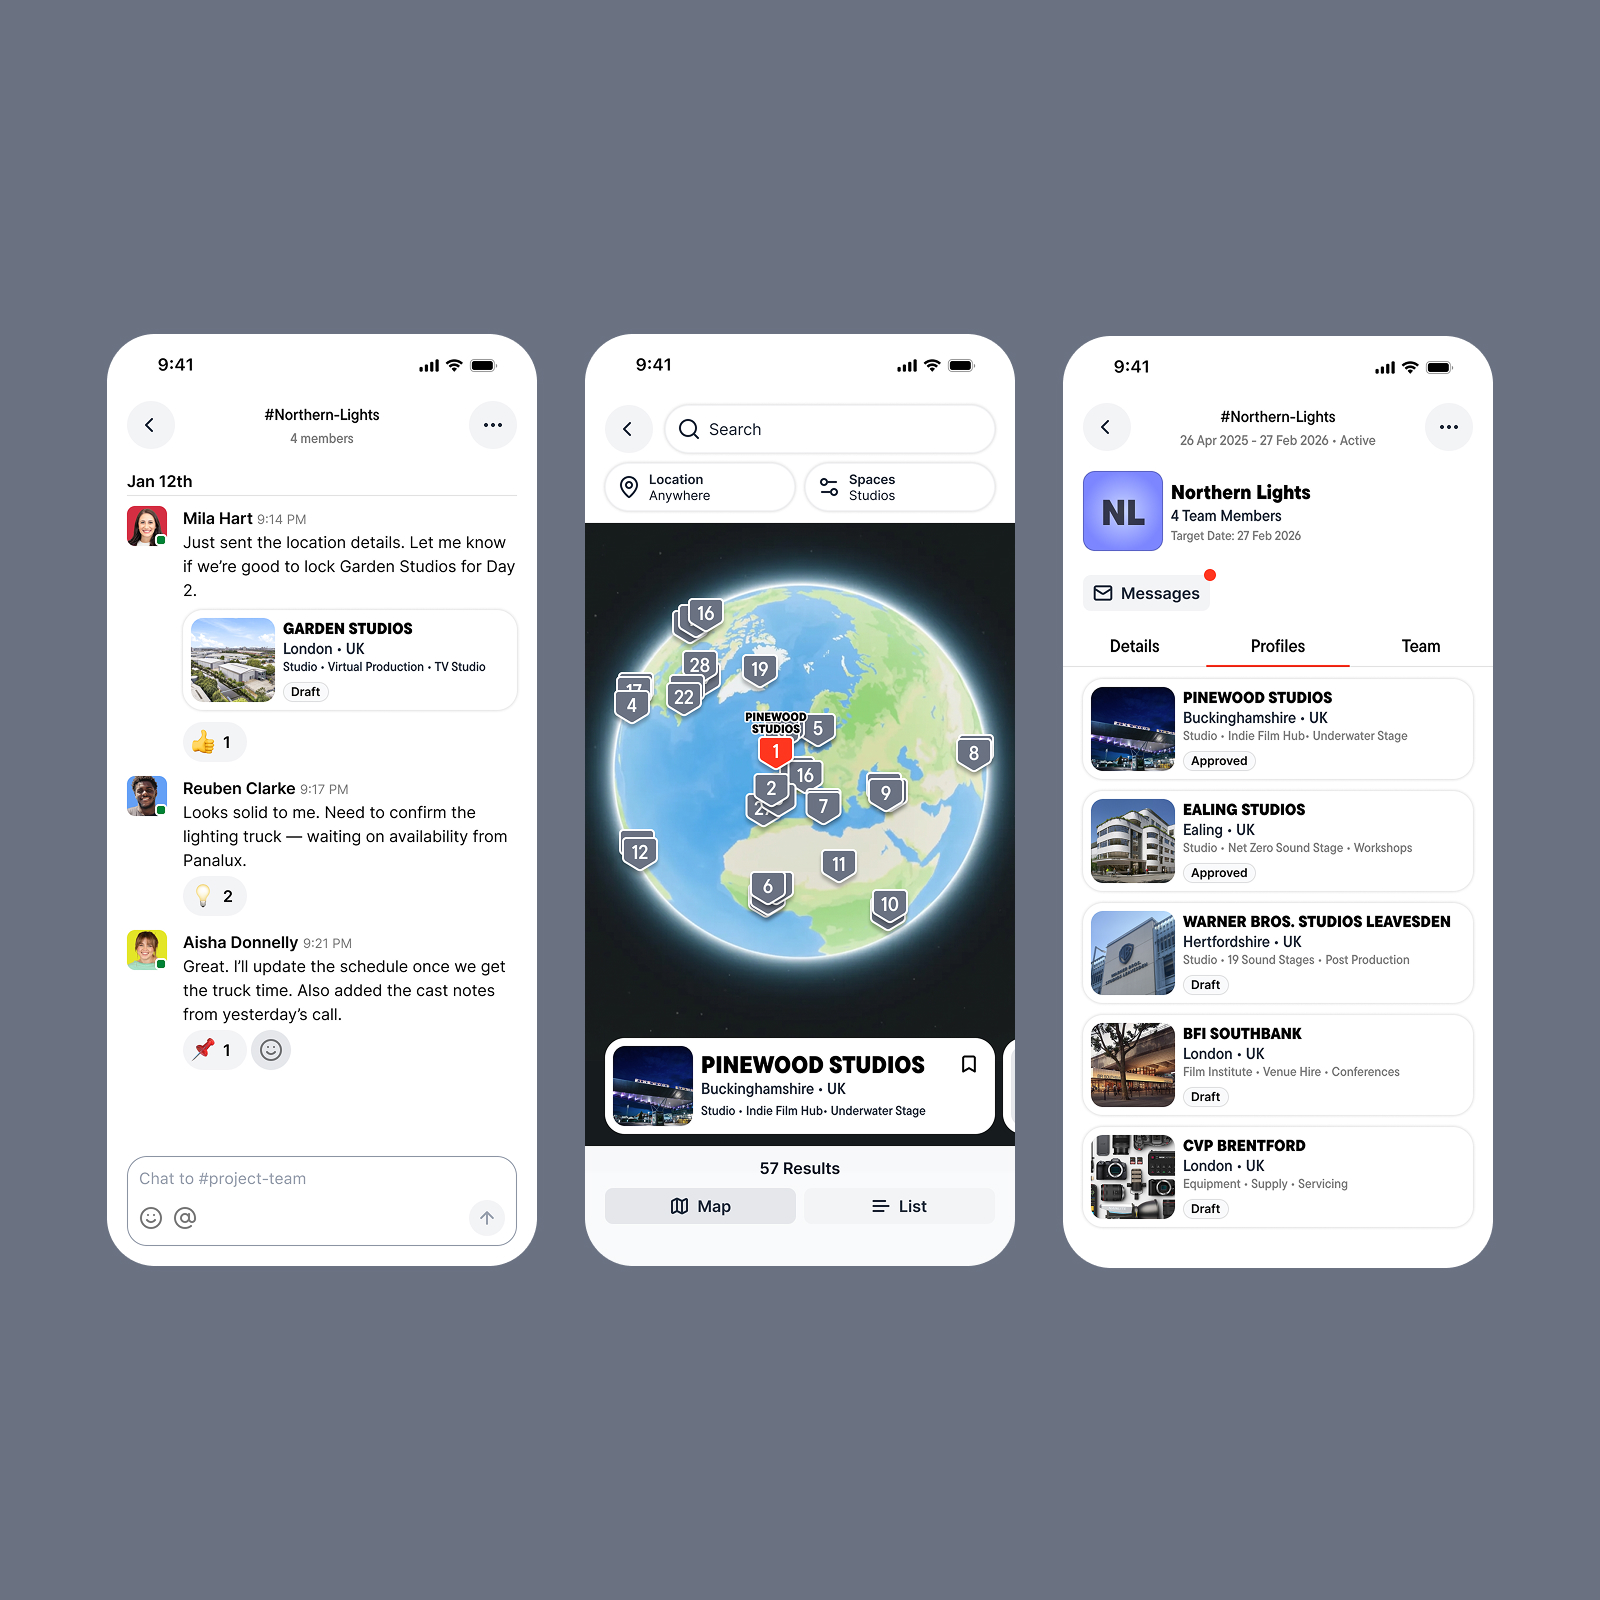 9:41
#Northern-Lights
4 members
Jan 12th
Mila Hart 9:14 PM
Just sent the location details. Let me know
if we’re good to lock Garden Studios for Day
2.
GARDEN STUDIOS
London • UK
Studio • Virtual Production • TV Studio
Draft
1
Reuben Clarke 9:17 PM
Looks solid to me. Need to confirm the
lighting truck — waiting on availability from
Panalux.
2
Aisha Donnelly 9:21 PM
Great. I’ll update the schedule once we get
the truck time. Also added the cast notes
from yesterday’s call.
1
Chat to #project-team
9:41
Search
Location
Anywhere
Spaces
Studios
16
28
19
17
4
22
PINEWOOD
STUDIOS
5
1
8
16
2
9
7
12
11
6
10
PINEWOOD STUDIOS
Buckinghamshire • UK
Studio • Indie Film Hub• Underwater Stage
57 Results
Map
List
9:41
#Northern-Lights
26 Apr 2025 - 27 Feb 2026 • Active
NL
Northern Lights
4 Team Members
Target Date: 27 Feb 2026
Messages
Details
Profiles
Team
PINEWOOD STUDIOS
Buckinghamshire • UK
Studio • Indie Film Hub• Underwater Stage
Approved
EALING STUDIOS
Ealing • UK
Studio • Net Zero Sound Stage • Workshops
Approved
WARNER BROS. STUDIOS LEAVESDEN
Hertfordshire • UK
Studio • 19 Sound Stages • Post Production
Draft
BFI SOUTHBANK
London • UK
Film Institute • Venue Hire • Conferences
Draft
CVP BRENTFORD
London • UK
Equipment • Supply • Servicing
Draft